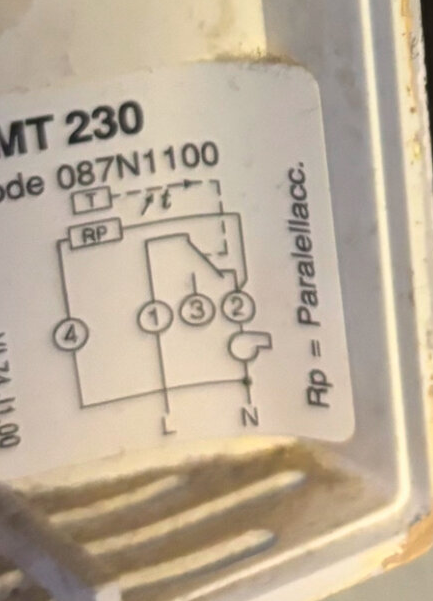 MT 230
ode 087N1100
T
t
RP
4
1
3
2
L
N
Rp = Paralellacc.